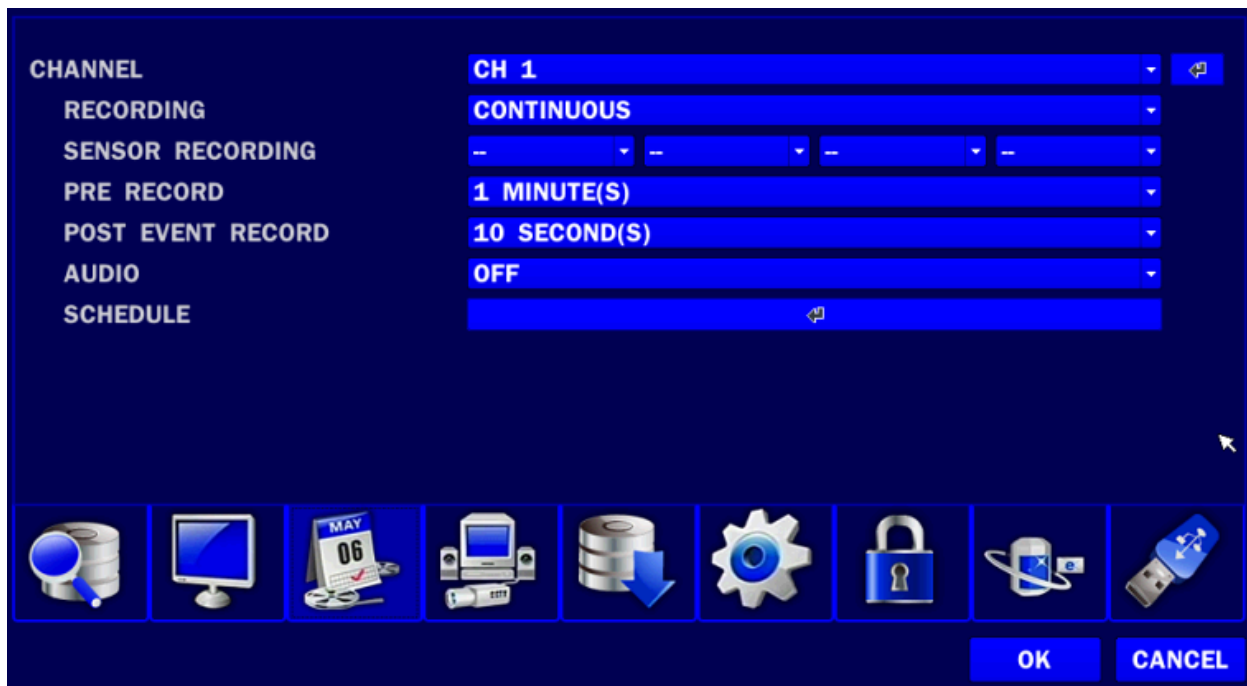 CHANNEL CH 1
RECORDING CONTINUOUS
SENSOR RECORDING -- -- -- --
PRE RECORD 1 MINUTE(S)
POST EVENT RECORD 10 SECOND(S)
AUDIO OFF
SCHEDULE
MAY
06
CCTV
e
OK CANCEL